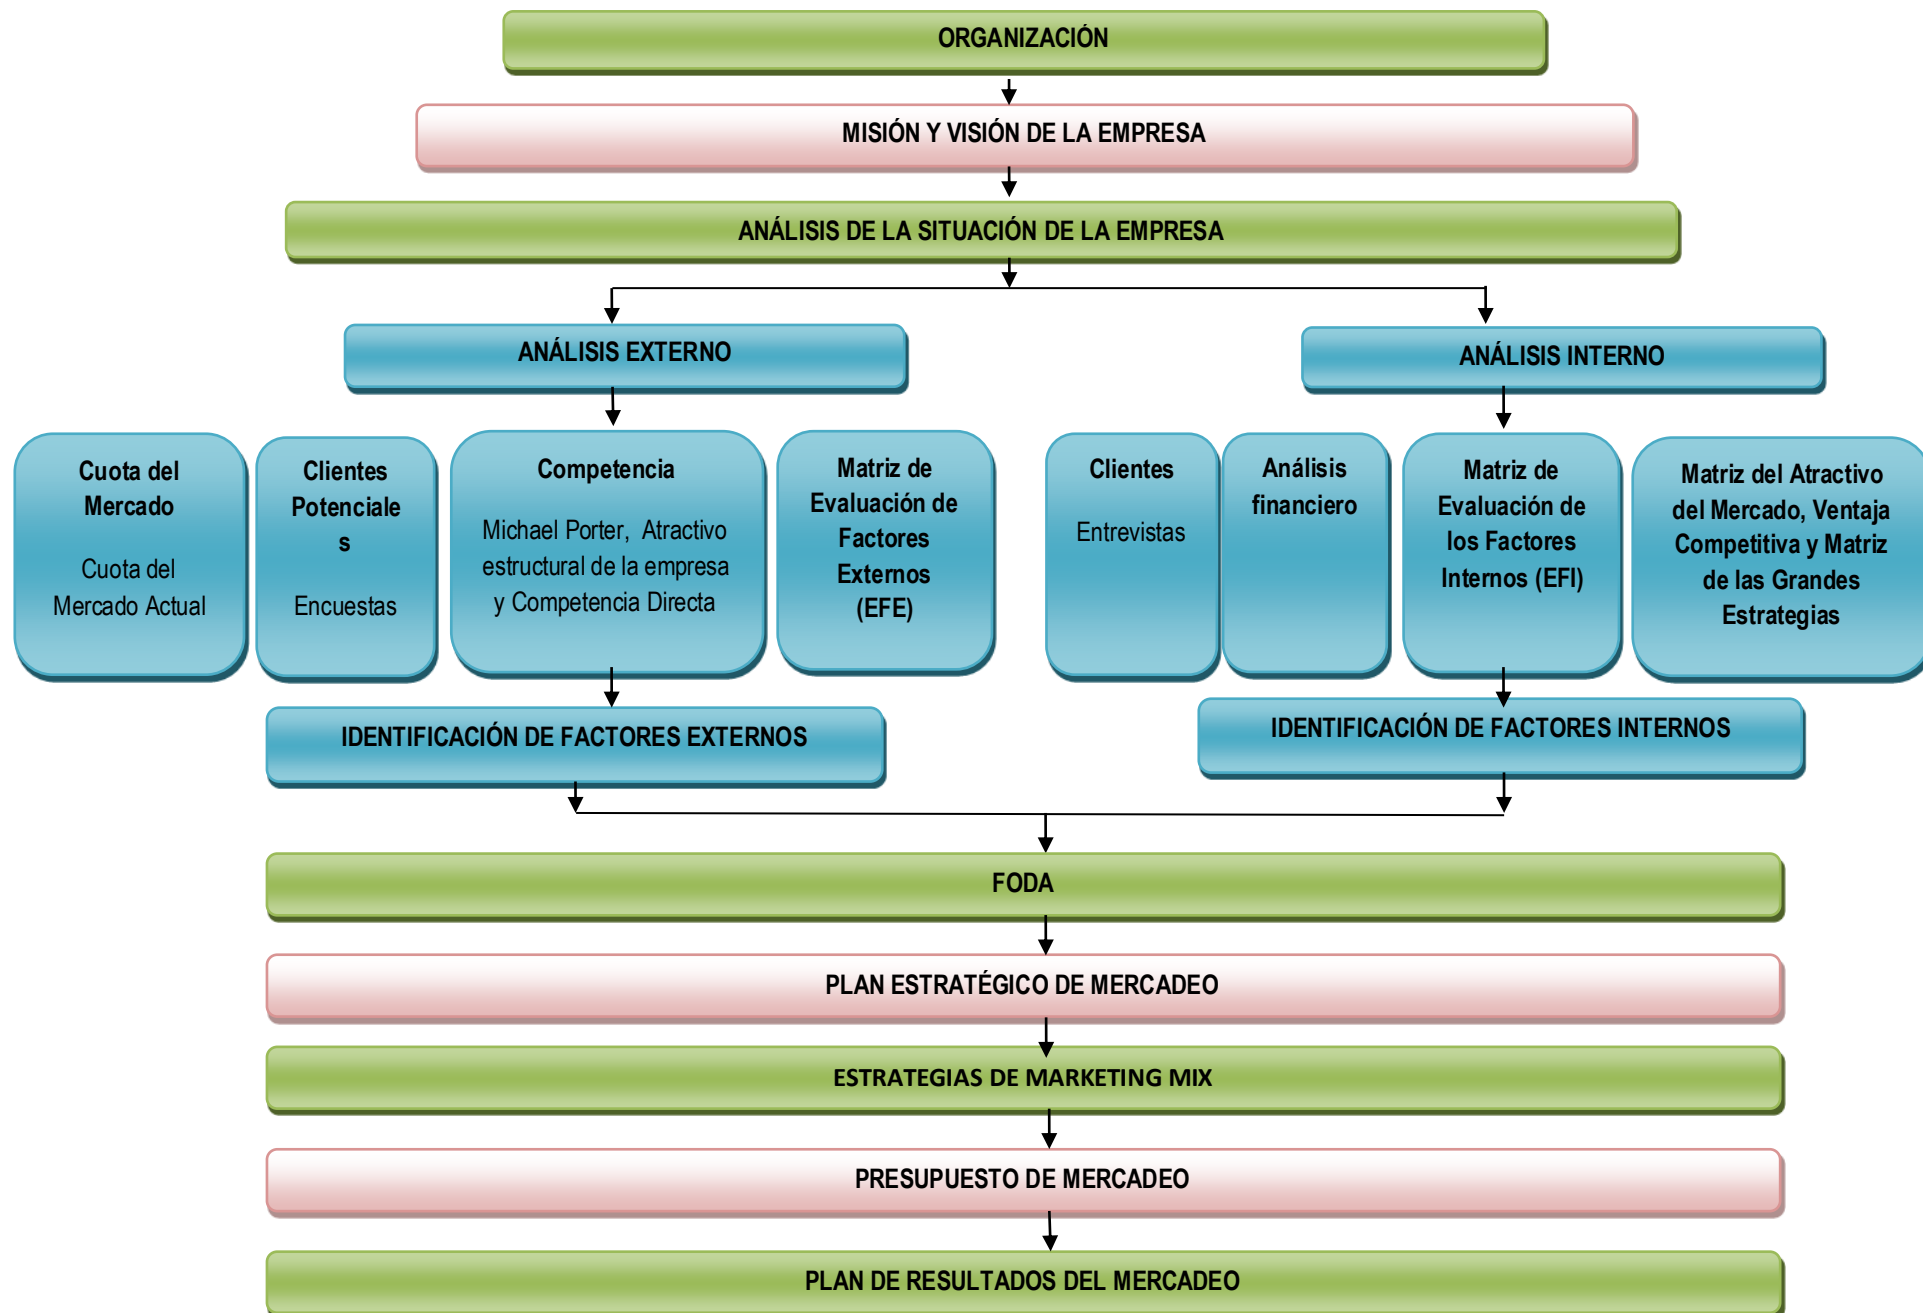 ORGANIZACIÓN
MISIÓN Y VISIÓN DE LA EMPRESA
ANÁLISIS DE LA SITUACIÓN DE LA EMPRESA
ANÁLISIS EXTERNO
ANÁLISIS INTERNO
Cuota del
Mercado
Cuota del
Mercado Actual
Clientes
Potenciale
s
Encuestas
Competencia
Michael Porter,  Atractivo
estructural de la empresa
y Competencia Directa
Matriz de
Evaluación de
Factores
Externos
(EFE)
Clientes
Entrevistas
Análisis
financiero
Matriz de
Evaluación de
los Factores
Internos (EFI)
Matriz del Atractivo
del Mercado, Ventaja
Competitiva y Matriz
de las Grandes
Estrategias
IDENTIFICACIÓN DE FACTORES EXTERNOS
IDENTIFICACIÓN DE FACTORES INTERNOS
FODA
PLAN ESTRATÉGICO DE MERCADEO
ESTRATEGIAS DE MARKETING MIX
PRESUPUESTO DE MERCADEO
PLAN DE RESULTADOS DEL MERCADEO